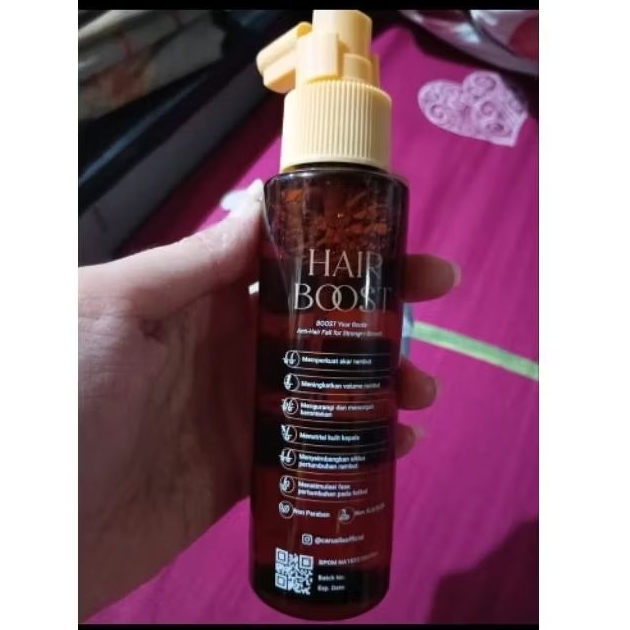 HAIR
BOOST
BOOST Your Roots
Anti-Hair Fall for Stronger
Memperkuat akar rambut
Meningkatkan volume rambut
Mengurangi dan mencegah
kerontokan
Menutrisi kulit kepala
Menyeimbangkan siklus
pertumbuhan rambut
Menstimulasi fase
pertumbuhan pada folikel
Non Paraben
Non
BPOM
Batch No.
Exp. Date